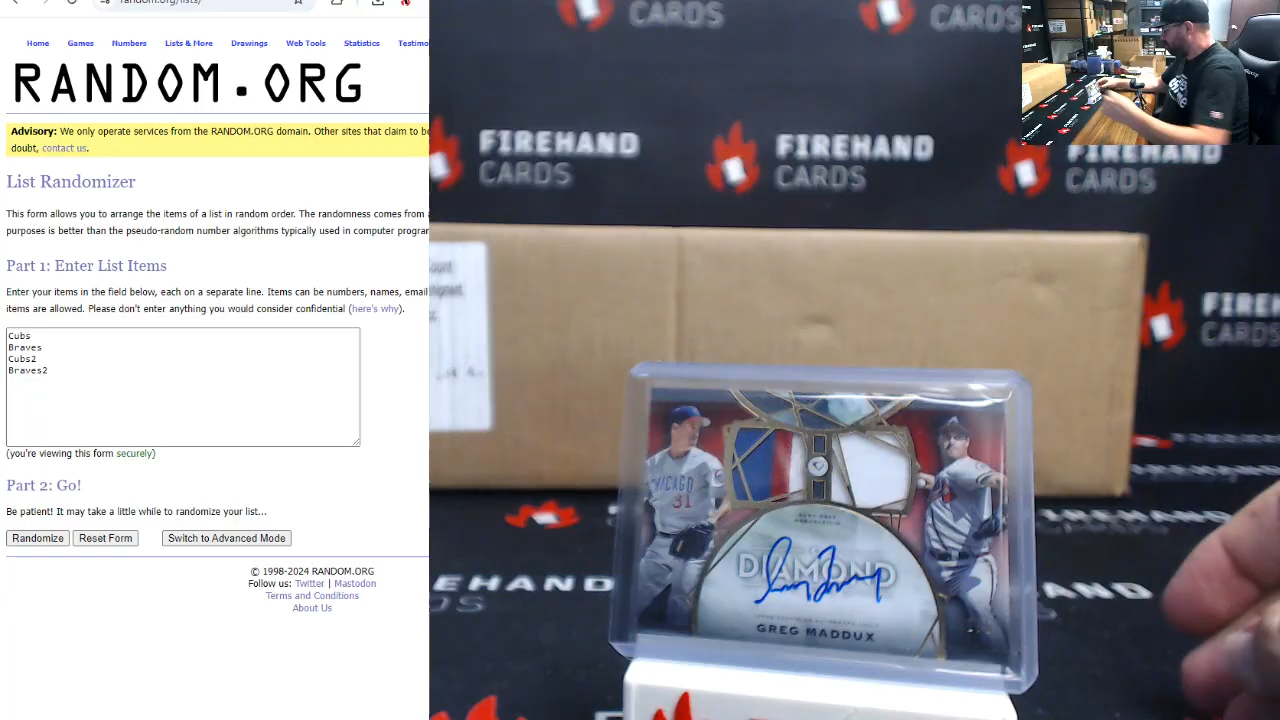 random.org/lists/
Home Games Numbers Lists & More Drawings Web Tools Statistics Testimo
RANDOM.ORG
Advisory: We only operate services from the RANDOM.ORG domain. Other sites that claim to be
doubt, contact us.
List Randomizer
This form allows you to arrange the items of a list in random order. The randomness comes from
purposes is better than the pseudo-random number algorithms typically used in computer program
Part 1: Enter List Items
Enter your items in the field below, each on a separate line. Items can be numbers, names, email
items are allowed. Please don't enter anything you would consider confidential (here's why).
Cubs
Braves
Cubs2
Braves2
(you're viewing this form securely)
Part 2: Go!
Be patient! It may take a little while to randomize your list...
Randomize Reset Form Switch to Advanced Mode
© 1998-2024 RANDOM.ORG
Follow us: Twitter | Mastodon
Terms and Conditions
About Us
CARDS
CARDS
FIREHAND
CARDS
FIREHAND
CARDS
FIREHAND
CARDS
FIRE
CARDS
CHICAGO
31
DIAMOND
GREG MADDUX
EHAND
CARDS
HAND